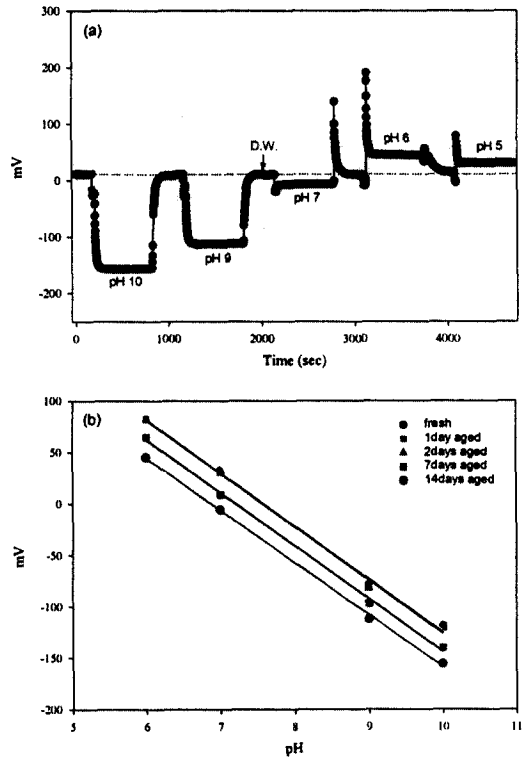 (a)
300
200
100
0
-100
-200
mV
D.W.
pH 6
pH 5
pH 7
pH 9
pH 10
0 1000 2000 3000 4000
Time (sec)
(b)
100
50
0
-50
-100
-150
-200
mV
fresh
1day aged
2days aged
7days aged
14days aged
5 6 7 8 9 10 11
pH